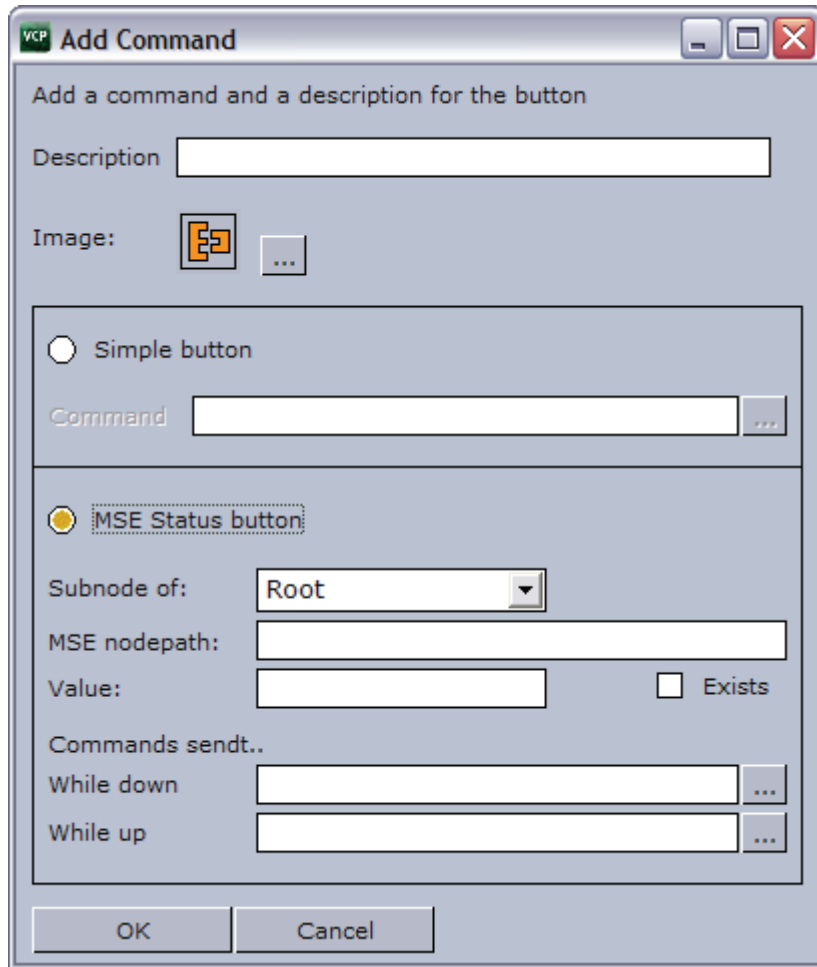 VCP Add Command
Add a command and a description for the button
Description
Image:
...
Simple button
Command ...
MSE Status button
Subnode of: Root
MSE nodepath:
Value: Exists
Commands sendt..
While down ...
While up ...
OK Cancel